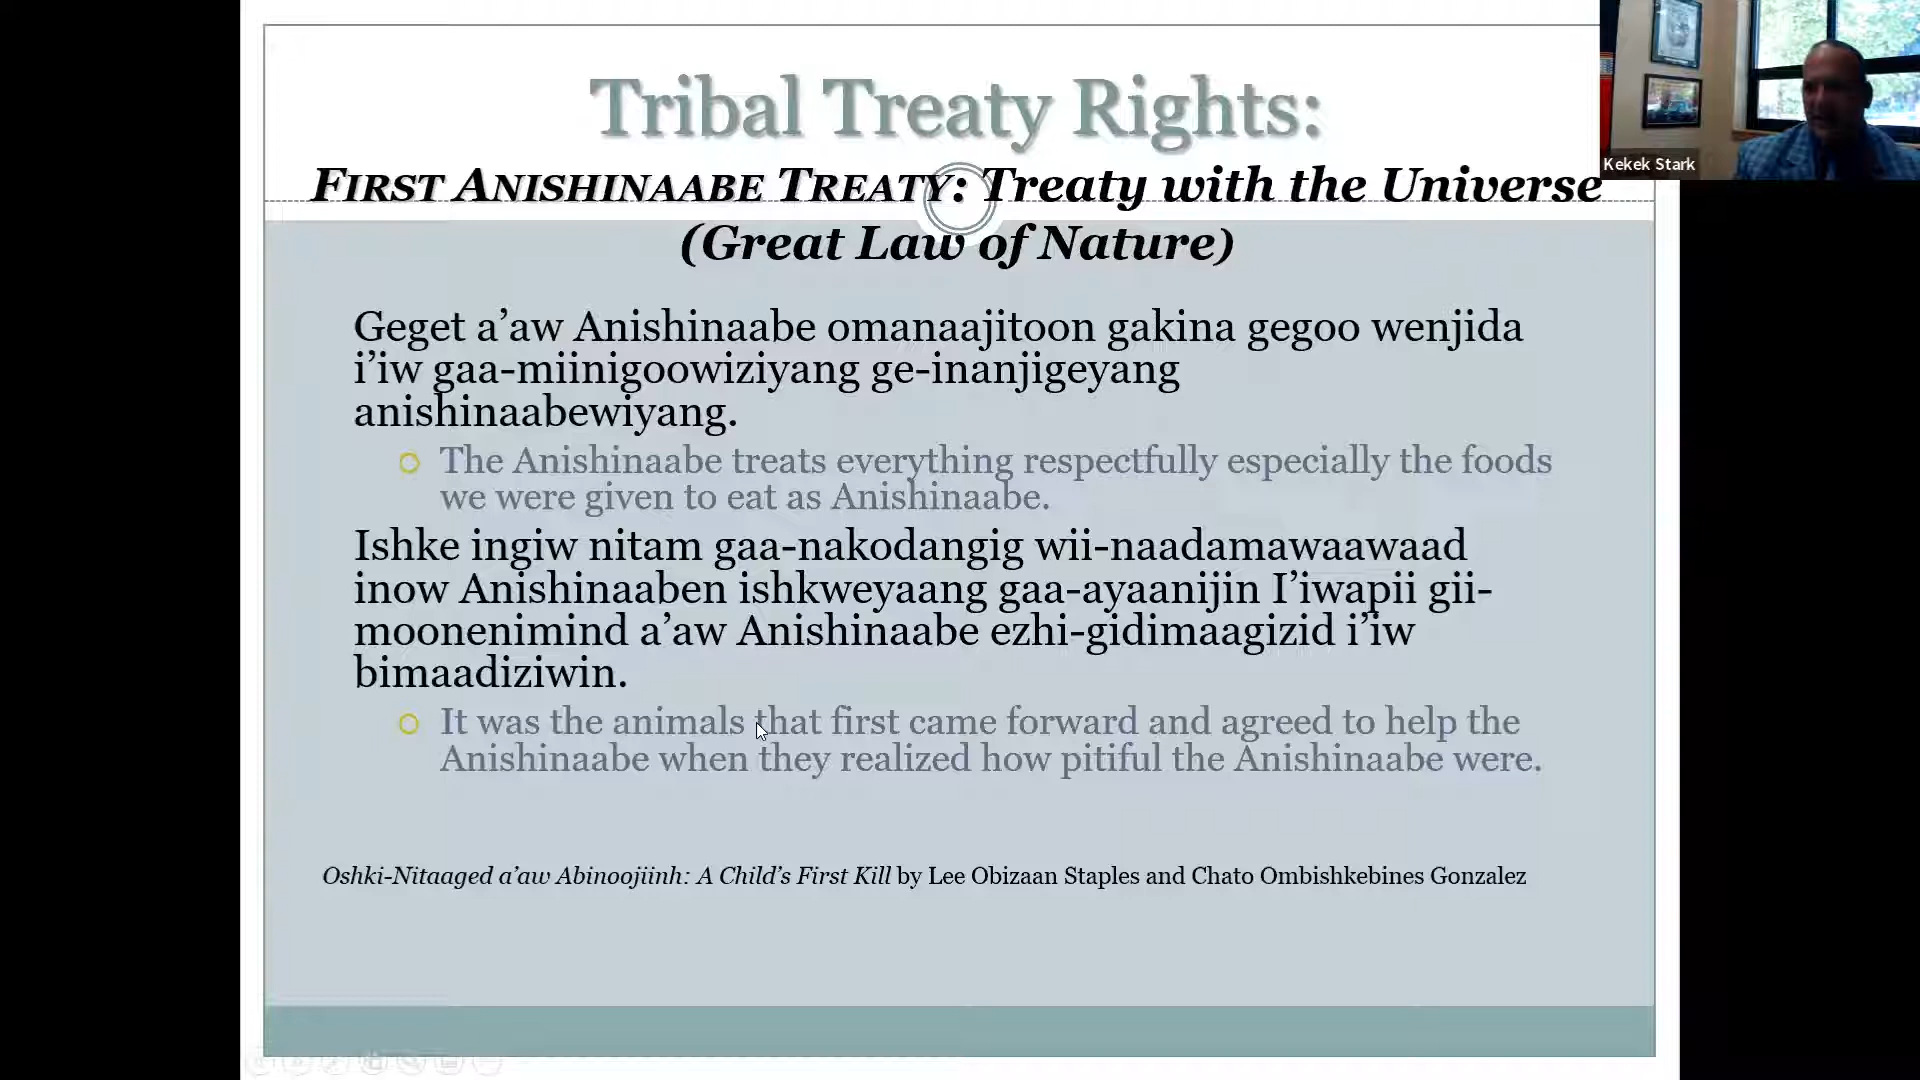 Tribal Treaty Rights:
FIRST ANISHINAABE TREATY: Treaty with the Universe
(Great Law of Nature)
Kekek Stark
Geget a’aw Anishinaabe omanaajitoon gakina gegoo wenjida
i’iw gaa-miinigoowiziyang ge-inanjigeyang
anishinaabewiyang.
The Anishinaabe treats everything respectfully especially the foods
we were given to eat as Anishinaabe.
Ishke ingiw nitam gaa-nakodangig wii-naadamawaawaad
inow Anishinaaben ishkweyaang gaa-ayaanijin I’iwapii gii-
moonenimind a’aw Anishinaabe ezhi-gidimaagizid i’iw
bimaadiziwin.
It was the animals that first came forward and agreed to help the
Anishinaabe when they realized how pitiful the Anishinaabe were.
Oshki-Nitaaged a’aw Abinoojiinh: A Child’s First Kill by Lee Obizaan Staples and Chato Ombishkebines Gonzalez